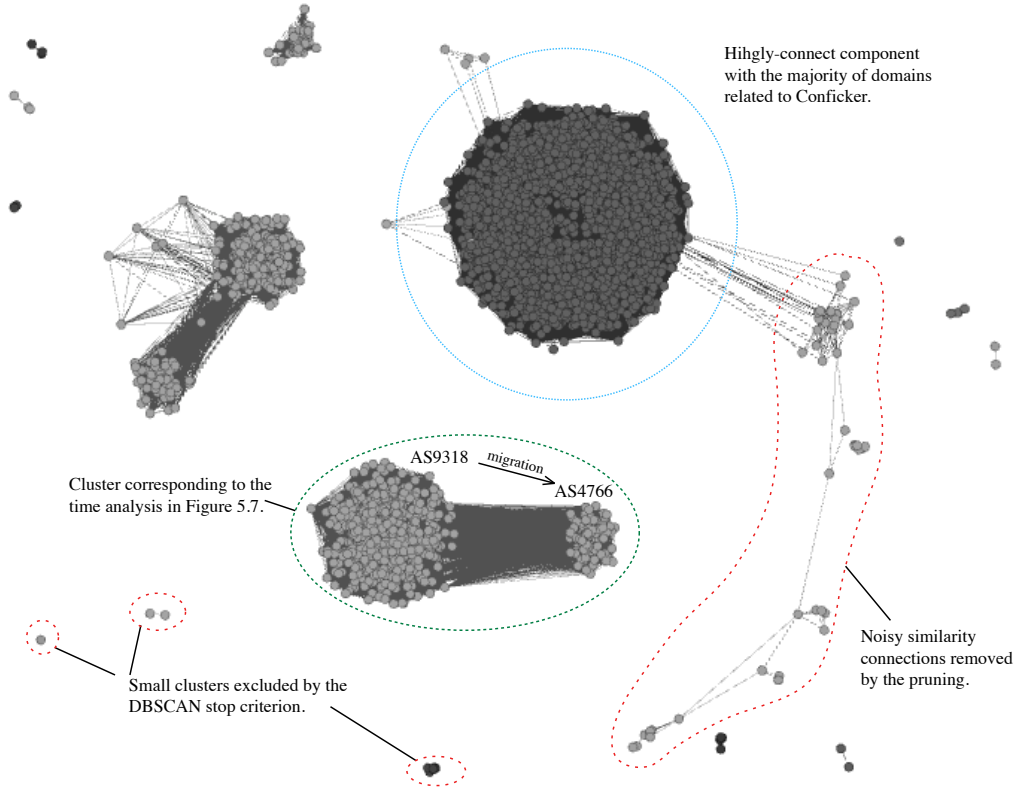 Hihgly-connect component
with the majority of domains
related to Conficker.
AS9318
migration
AS4766
Cluster corresponding to the
time analysis in Figure 5.7.
Noisy similarity
connections removed
by the pruning.
Small clusters excluded by the
DBSCAN stop criterion.